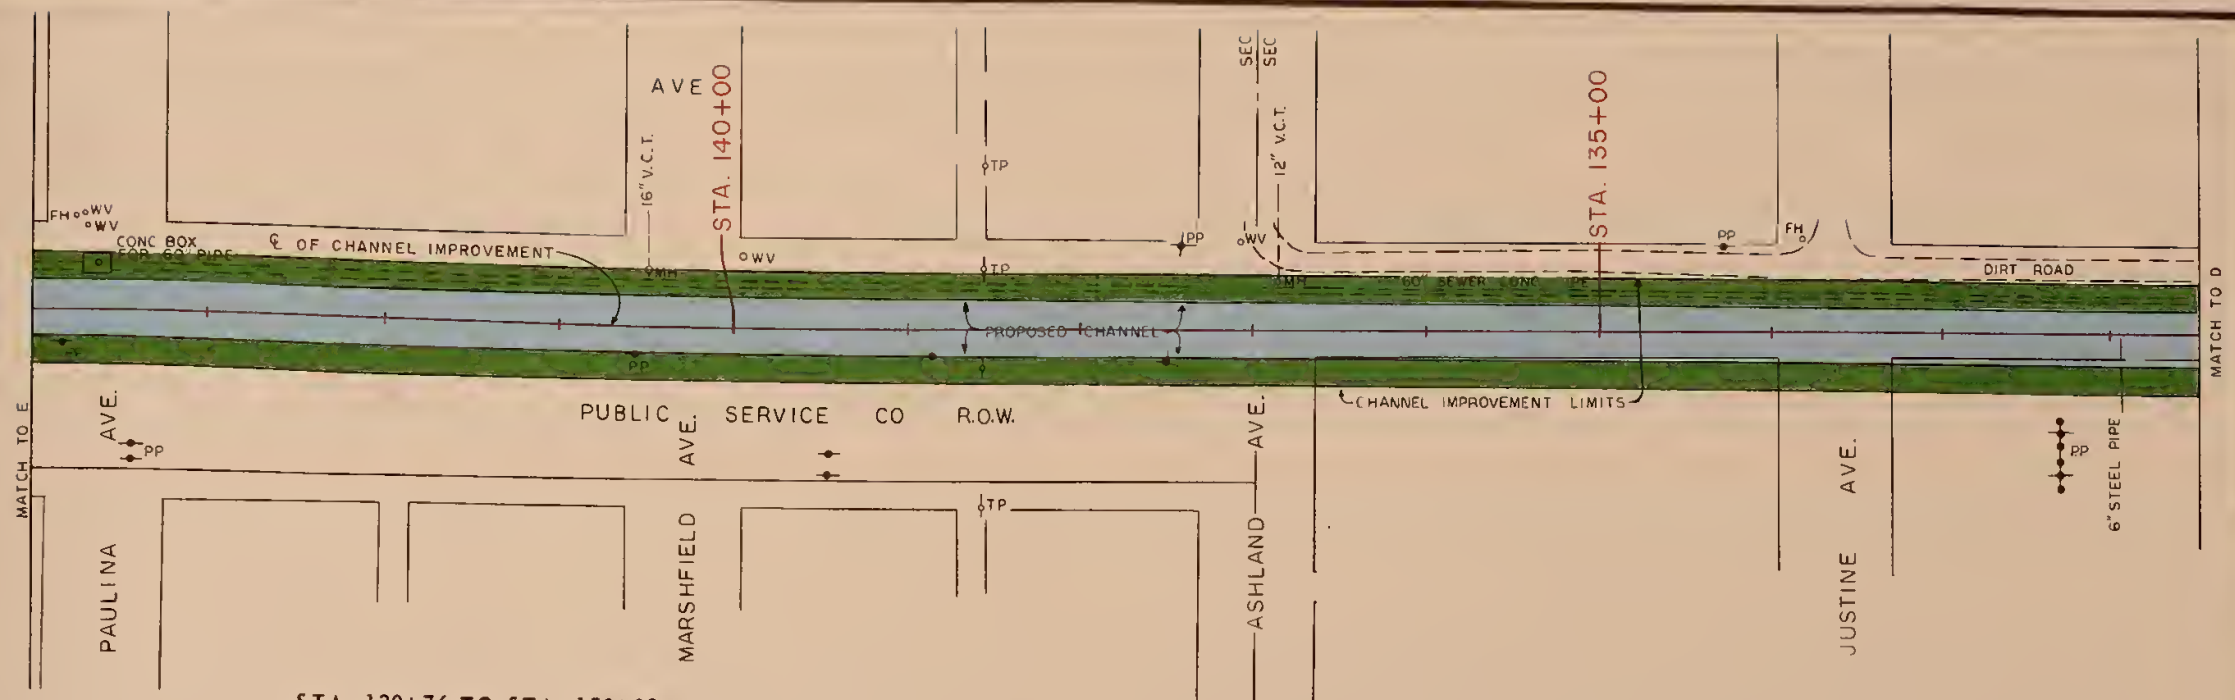 AVE
SEC
SEC
STA. 140+00
STA. 135+00
16" V.C.T.
12" V.C.T.
TP
FH
WV
WV
CONC BOX
FOR 60" PIPE
℄ OF CHANNEL IMPROVEMENT
MH
WV
TP
PP
WV
MH
60" SEWER CONC PIPE
PP
FH
DIRT ROAD
PROPOSED CHANNEL
PP
PP
MATCH TO E
MATCH TO D
CHANNEL IMPROVEMENT LIMITS
PUBLIC SERVICE CO R.O.W.
PP
PP
6" STEEL PIPE
TP
PAULINA AVE.
MARSHFIELD AVE.
ASHLAND AVE.
JUSTINE AVE.